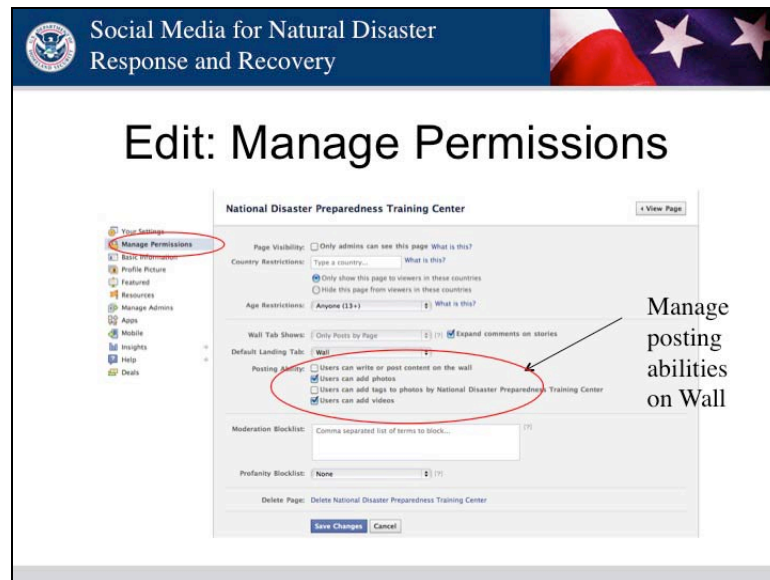 Social Media for Natural Disaster
Response and Recovery
Edit: Manage Permissions
National Disaster Preparedness Training Center
View Page
Your Settings
Manage Permissions
Basic Information
Profile Picture
Featured
Resources
Manage Admins
Apps
Mobile
Insights
Help
Deals
Page Visibility: Only admins can see this page What is this?
Country Restrictions: Type a country... What is this?
Only show this page to viewers in these countries
Hide this page from viewers in these countries
Age Restrictions: Anyone (13+) What is this?
Wall Tab Shows: Only Posts by Page [?] Expand comments on stories
Default Landing Tab: Wall
Posting Ability: Users can write or post content on the wall
Users can add photos
Users can add tags to photos by National Disaster Preparedness Training Center
Users can add videos
Manage
posting
abilities
on Wall
Moderation Blocklist: Comma separated list of terms to block... [?]
Profanity Blocklist: None [?]
Delete Page: Delete National Disaster Preparedness Training Center
Save Changes Cancel